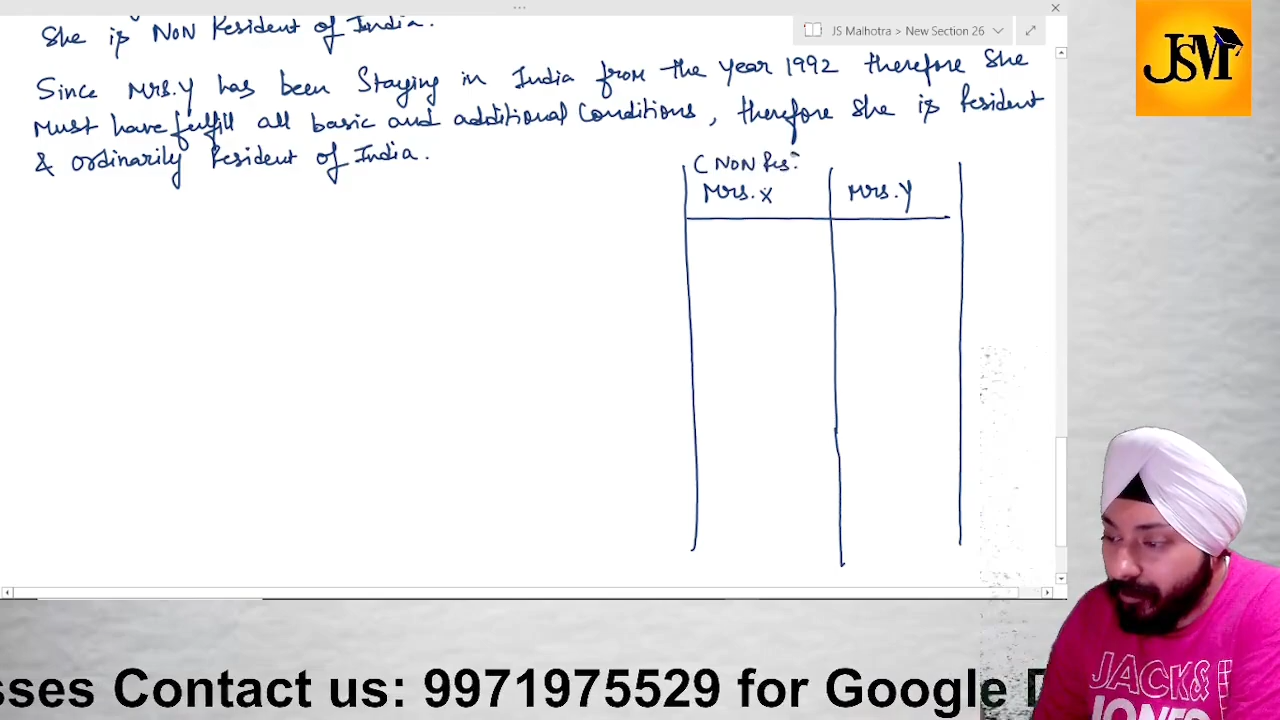 She is NON Resident of India.
JS Malhotra > New Section 26
Since Mrs.Y has been Staying in India from the year 1992 therefore She
Must have fulfill all basic and additional Conditions, therefore she is Resident
& ordinarily Resident of India.
(NON Res:
Mrs.X Mrs.Y
JSM
JACK&
JONES
sses Contact us: 9971975529 for Google D